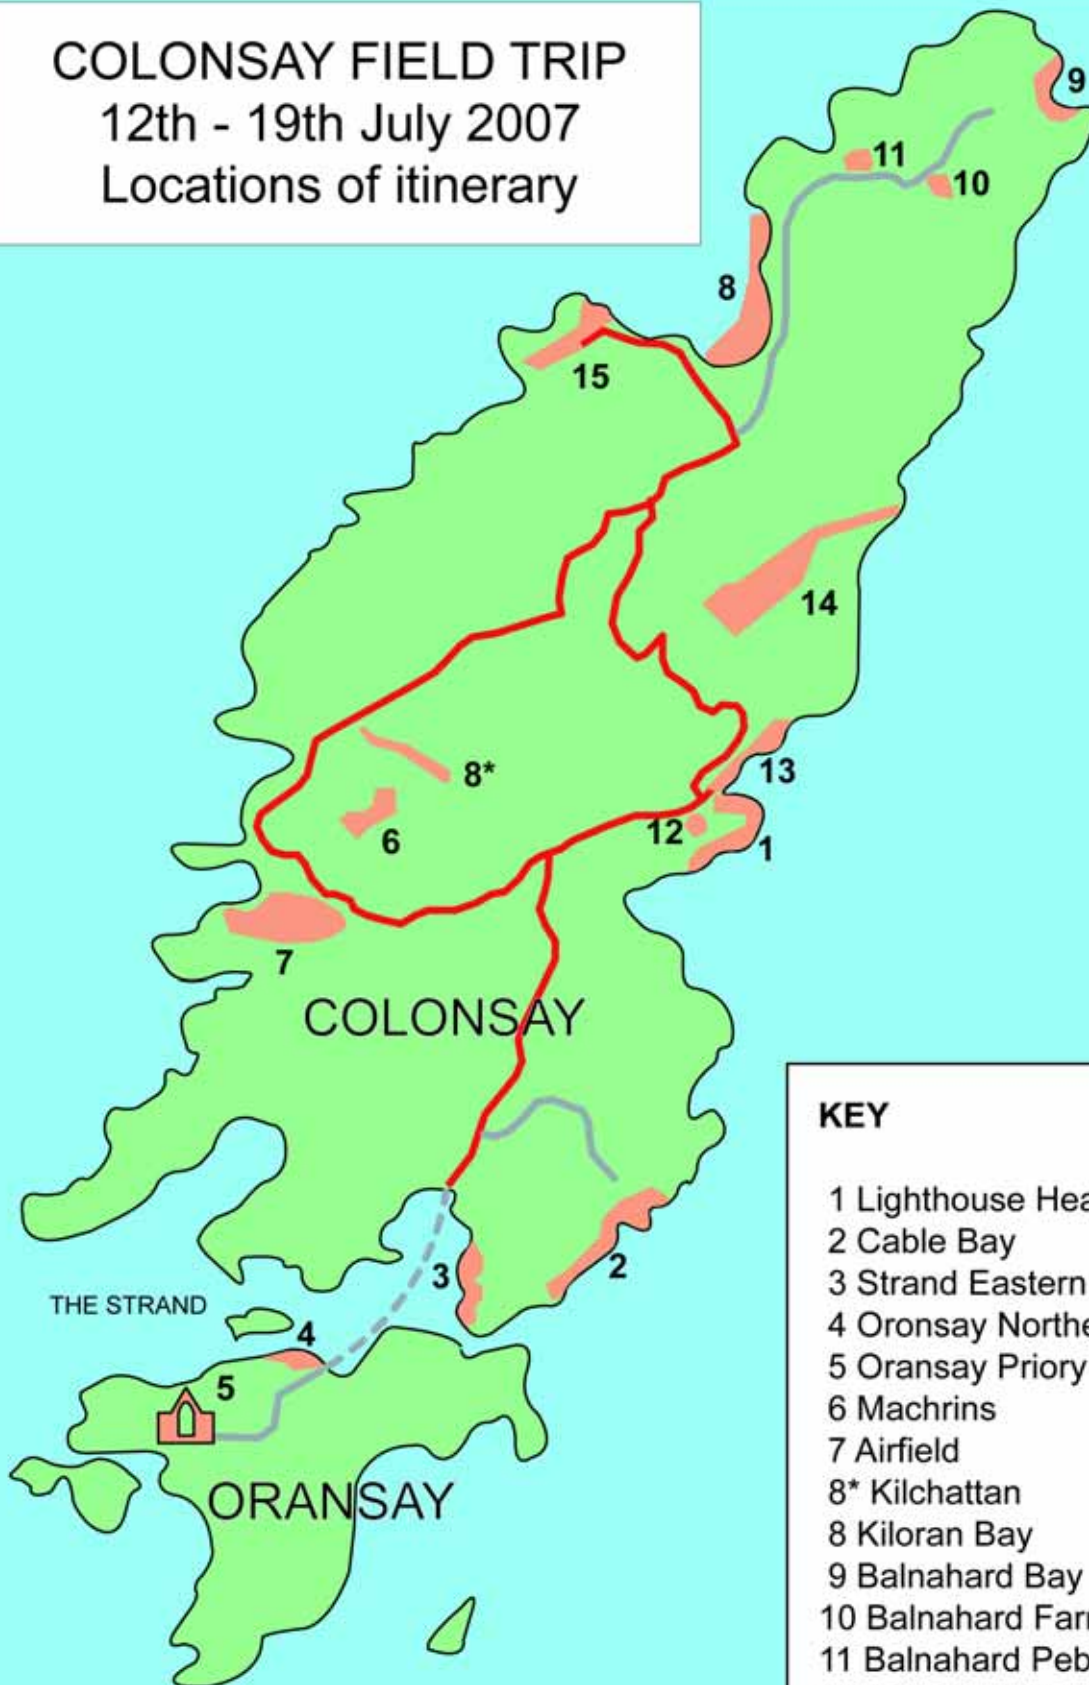 COLONSAY FIELD TRIP
12th - 19th July 2007
Locations of itinerary
9
11
10
8
15
14
8*
13
6
12
1
7
COLONSAY
3
2
THE STRAND
4
5
ORANSAY
KEY
1 Lighthouse Hea
2 Cable Bay
3 Strand Eastern
4 Oronsay Northe
5 Oransay Priory
6 Machrins
7 Airfield
8* Kilchattan
8 Kiloran Bay
9 Balnahard Bay
10 Balnahard Far
11 Balnahard Peb